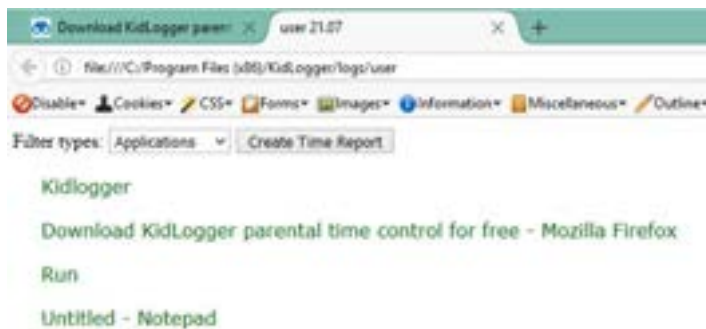 Download KidLogger paren
user 21.07
file:///C:/Program Files (x86)/KidLogger/logs/user
Disable Cookies CSS Forms Images Information Miscellaneous Outline
Filter types: Applications Create Time Report
Kidlogger
Download KidLogger parental time control for free - Mozilla Firefox
Run
Untitled - Notepad